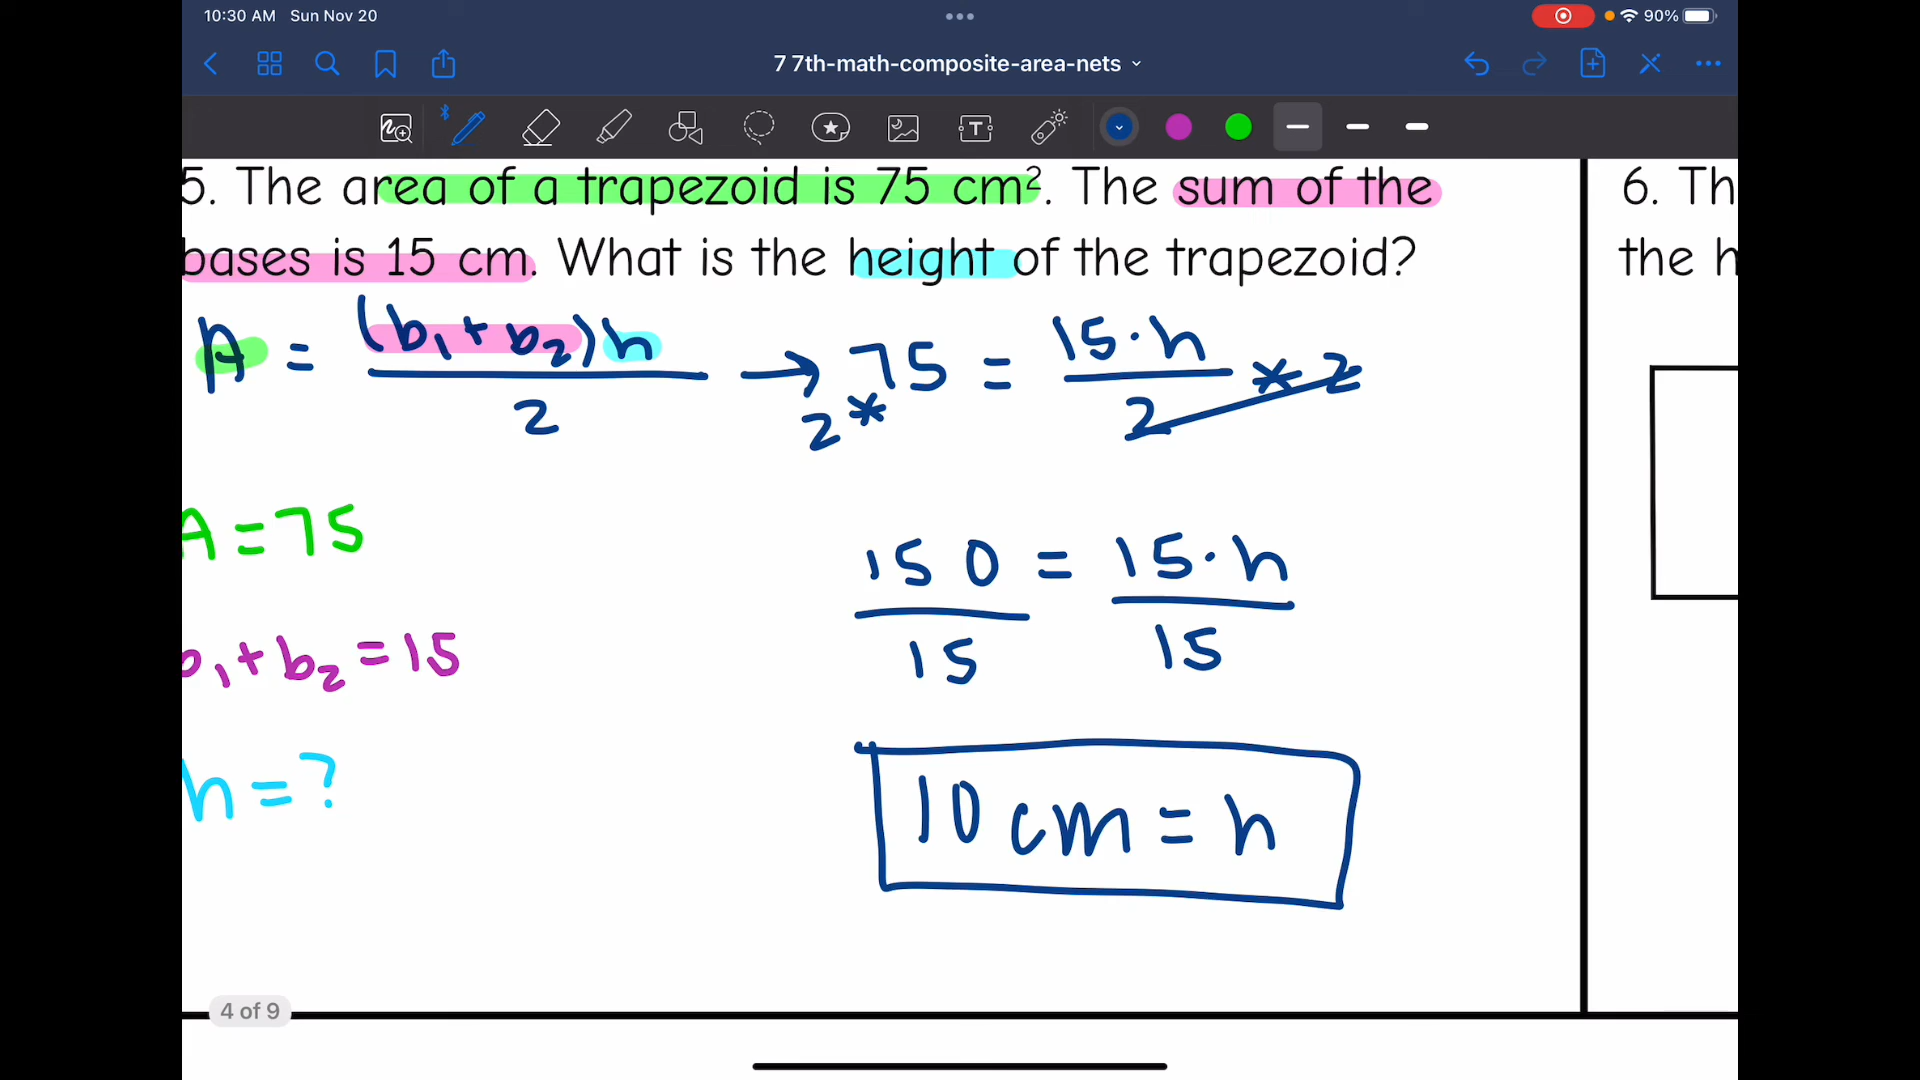 10:30 AM Sun Nov 20
90%
7 7th-math-composite-area-nets
5. The area of a trapezoid is 75 cm². The sum of the
bases is 15 cm. What is the height of the trapezoid?
6. Th
the h
A = (b₁ + b₂) h / 2 → 2 * 75 = 15 · h / 2 * 2
A = 75
150 / 15 = 15 · h / 15
b₁ + b₂ = 15
h = ?
10 cm = h
4 of 9